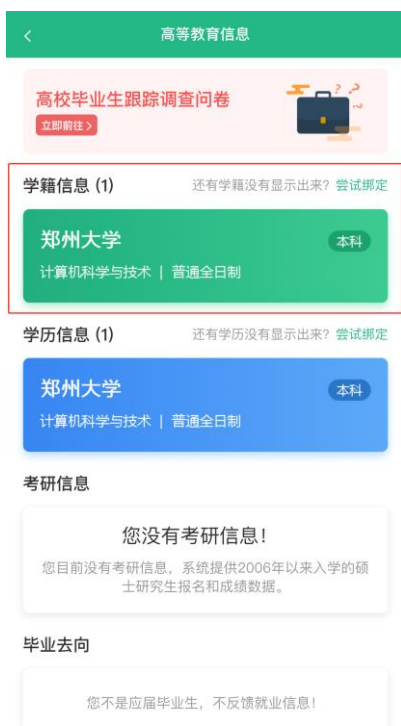 高等教育信息
高校毕业生跟踪调查问卷
立即前往 >
学籍信息 (1) 还有学籍没有显示出来? 尝试绑定
郑州大学 本科
计算机科学与技术 | 普通全日制
学历信息 (1) 还有学历没有显示出来? 尝试绑定
郑州大学 本科
计算机科学与技术 | 普通全日制
考研信息
您没有考研信息!
您目前没有考研信息，系统提供2006年以来入学的硕
士研究生报名和成绩数据。
毕业去向
您不是应届毕业生，不反馈就业信息!